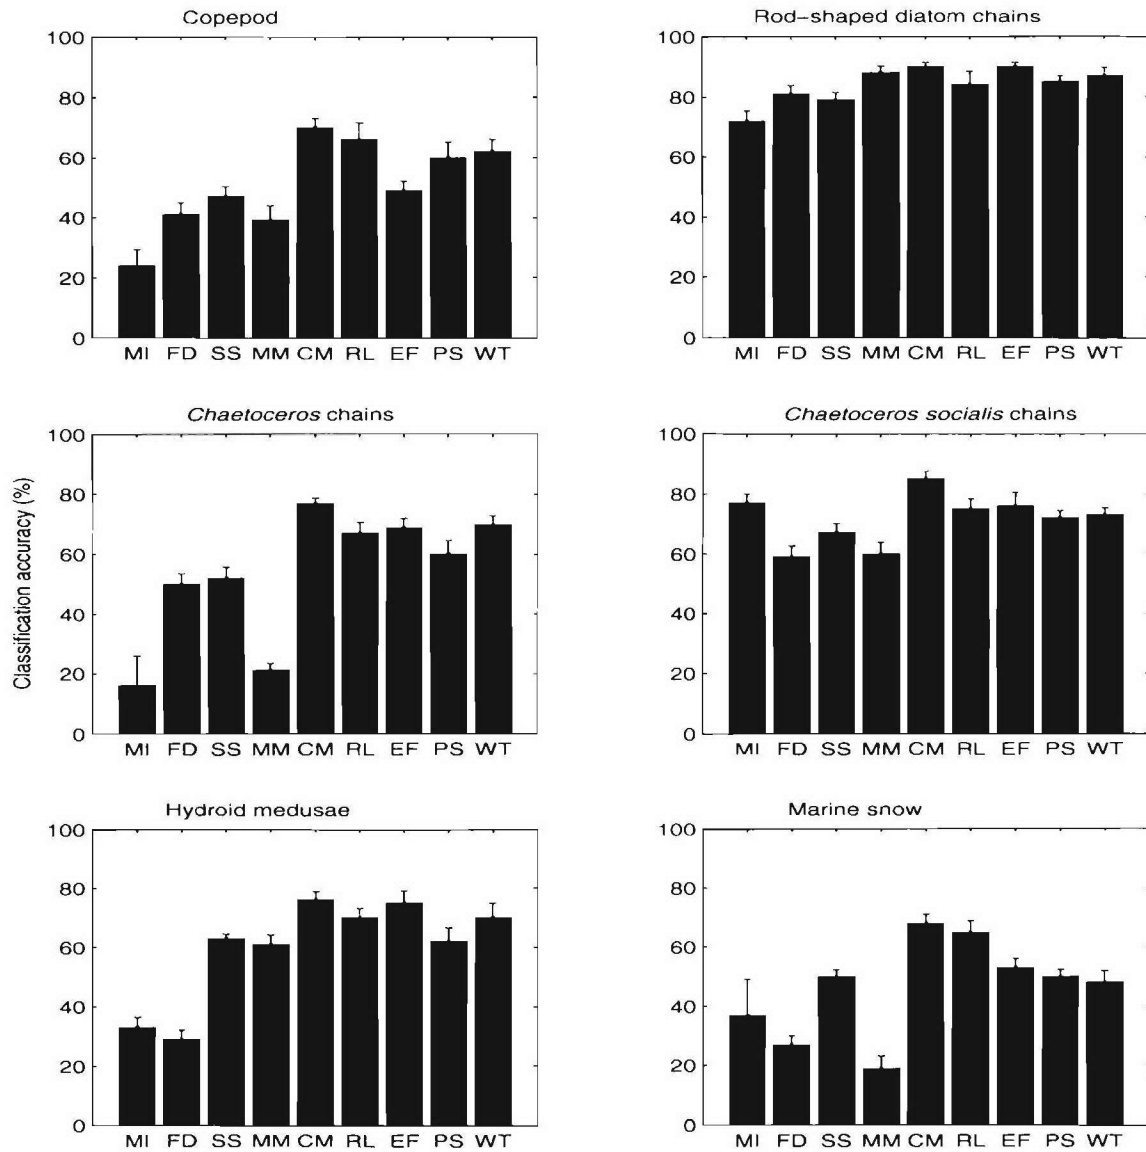 Copepod
100
80
60
40
20
0
MI FD SS MM CM RL EF PS WT
Rod-shaped diatom chains
100
80
60
40
20
0
MI FD SS MM CM RL EF PS WT
Classification accuracy (%)
Chaetoceros chains
100
80
60
40
20
0
MI FD SS MM CM RL EF PS WT
Chaetoceros socialis chains
100
80
60
40
20
0
MI FD SS MM CM RL EF PS WT
Hydroid medusae
100
80
60
40
20
0
MI FD SS MM CM RL EF PS WT
Marine snow
100
80
60
40
20
0
MI FD SS MM CM RL EF PS WT